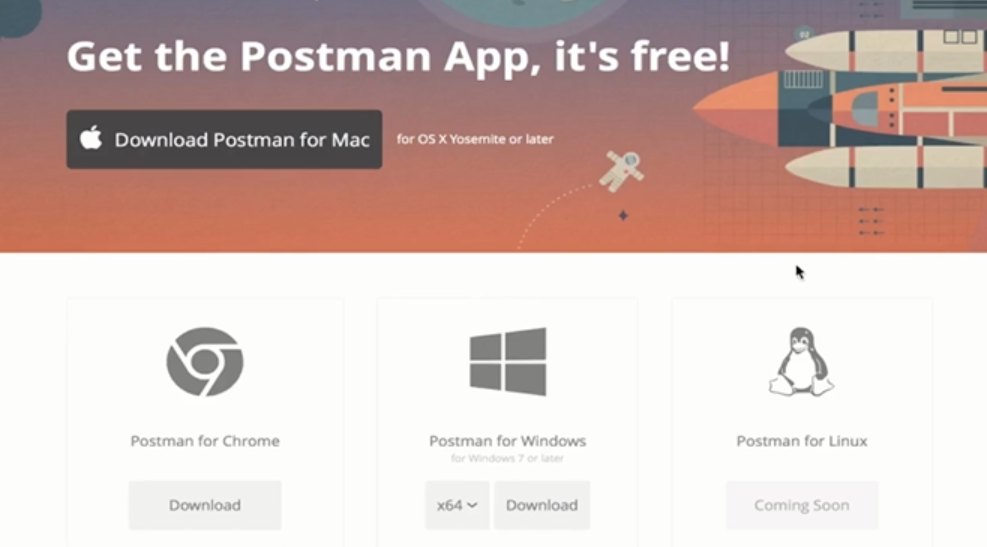 Get the Postman App, it's free!
Download Postman for Mac
for OS X Yosemite or later
Postman for Chrome
Download
Postman for Windows
for Windows 7 or later
x64
Download
Postman for Linux
Coming Soon